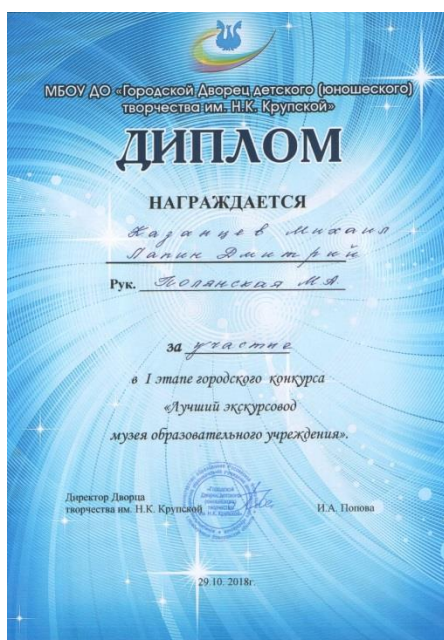 МБОУ ДО «Городской Дворец детского (юношеского)
творчества им. Н.К. Крупской»
ДИПЛОМ
НАГРАЖДАЕТСЯ
Казанцев Михаил
Папин Дмитрий
Рук. Полянская М.А.
за участие
в I этапе городского конкурса
«Лучший экскурсовод
музея образовательного учреждения».
Директор Дворца
творчества им. Н.К. Крупской
И.А. Попова
29.10. 2018г.